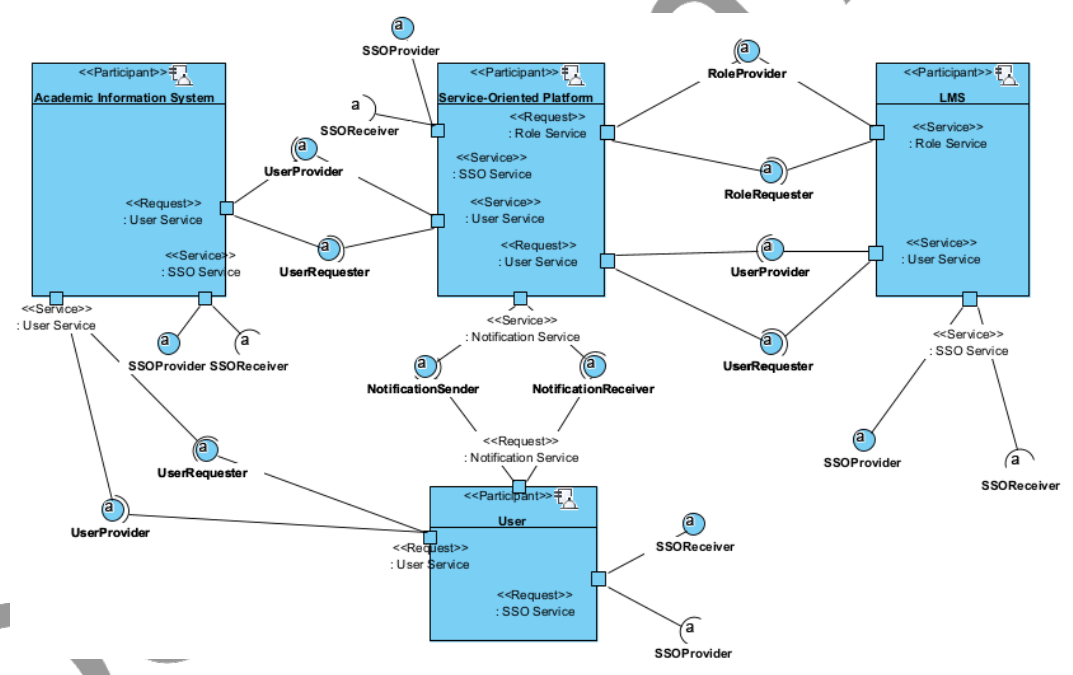 a
SSOProvider
<<Participant>>
Academic Information System
<<Request>>
: User Service
<<Service>>
: SSO Service
<<Service>>
: User Service
a
SSOReceiver
a
UserProvider
a
UserRequester
<<Participant>>
Service-Oriented Platform
<<Request>>
: Role Service
<<Service>>
: SSO Service
<<Service>>
: User Service
<<Request>>
: User Service
<<Service>>
: Notification Service
a
RoleProvider
a
RoleRequester
a
UserProvider
a
UserRequester
<<Participant>>
LMS
<<Service>>
: Role Service
<<Service>>
: User Service
<<Service>>
: SSO Service
a
SSOProvider
a
SSOReceiver
a
NotificationSender
a
NotificationReceiver
<<Request>>
: Notification Service
a
UserRequester
a
UserProvider
a
SSOProvider
a
SSOReceiver
<<Participant>>
User
<<Request>>
: User Service
<<Request>>
: SSO Service
a
SSOReceiver
a
SSOProvider